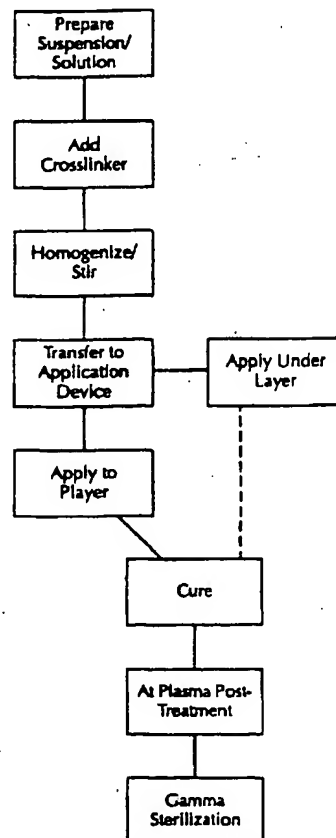 Prepare
Suspension/
Solution
Add
Crosslinker
Homogenize/
Stir
Transfer to
Application
Device
Apply Under
Layer
Apply to
Player
Cure
At Plasma Post-
Treatment
Gamma
Sterilization